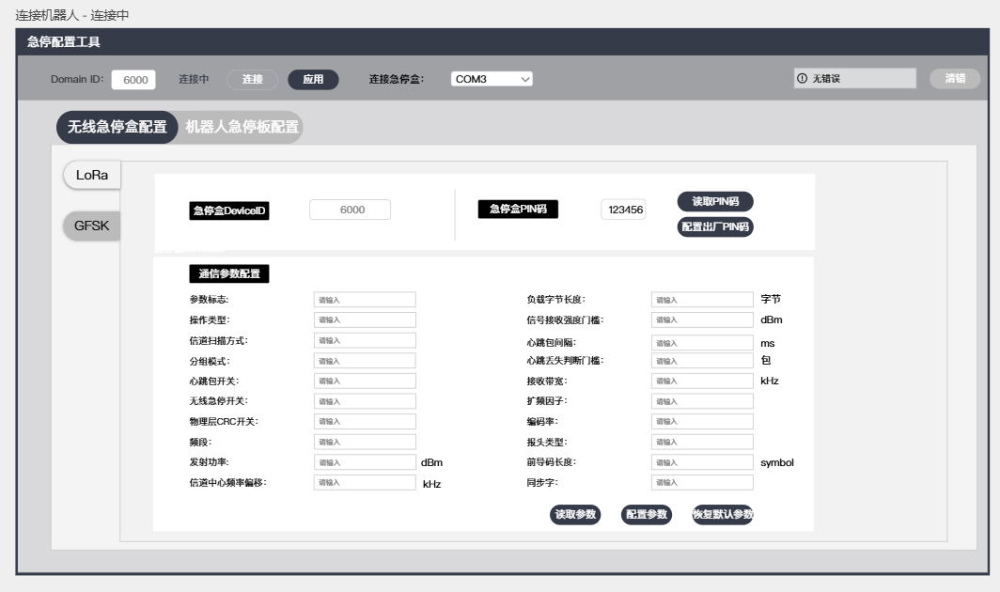 连接机器人 - 连接中
急停配置工具
Domain ID: 6000 连接中 连接 应用 连接急停盒: COM3 无错误 清错
无线急停盒配置 机器人急停板配置
LoRa
GFSK
急停盒DeviceID 6000 急停盒PIN码 123456 读取PIN码
配置出厂PIN码
通信参数配置
参数标志: 请输入 负载字节长度: 请输入 字节
操作类型: 请输入 信号接收强度门槛: 请输入 dBm
信道扫描方式: 请输入 心跳包间隔: 请输入 ms
分组模式: 请输入 心跳丢失判断门槛: 请输入 包
心跳包开关: 请输入 接收带宽: 请输入 kHz
无线急停开关: 请输入 扩频因子: 请输入
物理层CRC开关: 请输入 编码率: 请输入
频段: 请输入 报头类型: 请输入
发射功率: 请输入 dBm 前导码长度: 请输入 symbol
信道中心频率偏移: 请输入 kHz 同步字: 请输入
读取参数 配置参数 恢复默认参数